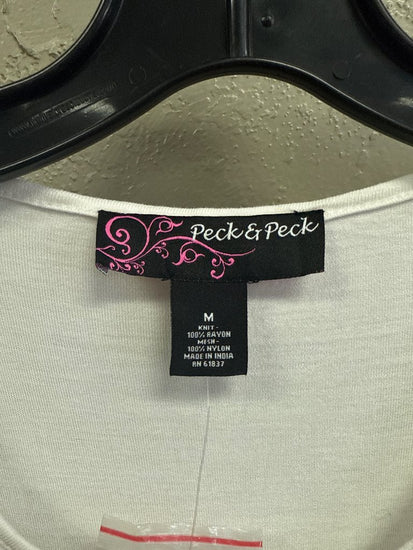 Peck & Peck
M
KNIT-
100% RAYON
MESH-
100% NYLON
MADE IN INDIA
RN 61837